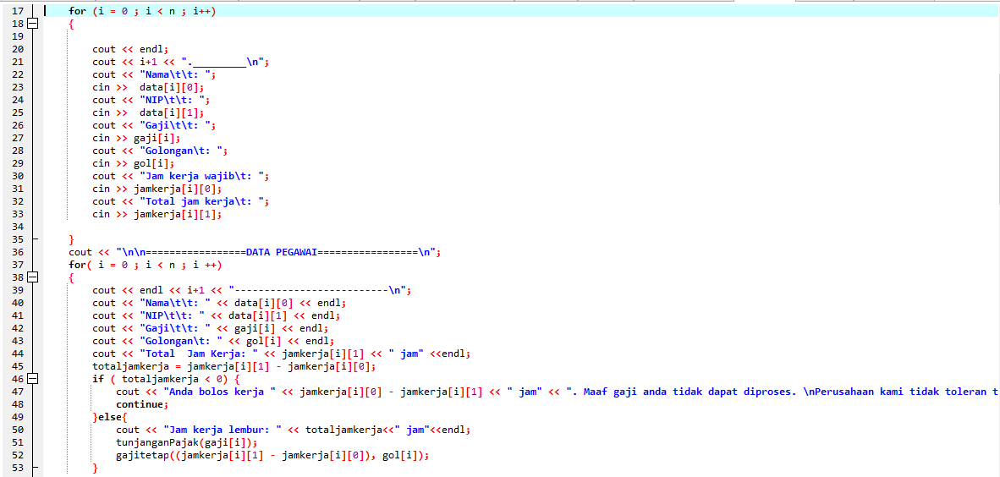 17 for (i = 0 ; i < n ; i++)
18 {
19
20 cout << endl;
21 cout << i+1 << "._________\n";
22 cout << "Nama\t\t: ";
23 cin >>  data[i][0];
24 cout << "NIP\t\t: ";
25 cin >>  data[i][1];
26 cout << "Gaji\t\t: ";
27 cin >> gaji[i];
28 cout << "Golongan\t: ";
29 cin >> gol[i];
30 cout << "Jam kerja wajib\t: ";
31 cin >> jamkerja[i][0];
32 cout << "Total jam kerja\t: ";
33 cin >> jamkerja[i][1];
34
35 }
36 cout << "\n\n=================DATA PEGAWAI=================\n";
37 for( i = 0 ; i < n ; i ++)
38 {
39 cout << endl << i+1 << "--------------------------\n";
40 cout << "Nama\t\t: " << data[i][0] << endl;
41 cout << "NIP\t\t: " << data[i][1] << endl;
42 cout << "Gaji\t\t: " << gaji[i] << endl;
43 cout << "Golongan\t: " << gol[i] << endl;
44 cout << "Total  Jam Kerja: " << jamkerja[i][1] << " jam" <<endl;
45 totaljamkerja = jamkerja[i][1] - jamkerja[i][0];
46 if ( totaljamkerja < 0) {
47 cout << "Anda bolos kerja " << jamkerja[i][0] - jamkerja[i][1] << " jam" << ". Maaf gaji anda tidak dapat diproses. \nPerusahaan kami tidak toleran t
48 continue;
49 }else{
50 cout << "Jam kerja lembur: " << totaljamkerja<<" jam"<<endl;
51 tunjanganPajak(gaji[i]);
52 gajitetap((jamkerja[i][1] - jamkerja[i][0]), gol[i]);
53 }